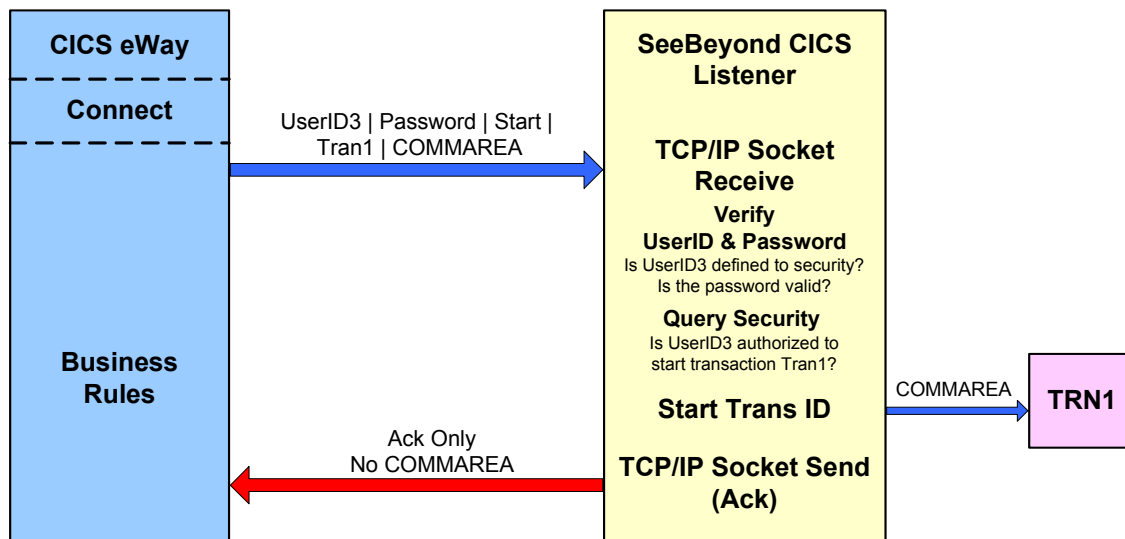 CICS eWay
Connect
Business
Rules
UserID3 | Password | Start |
Tran1 | COMMAREA
Ack Only
No COMMAREA
SeeBeyond CICS
Listener
TCP/IP Socket
Receive
Verify
UserID & Password
Is UserID3 defined to security?
Is the password valid?
Query Security
Is UserID3 authorized to
start transaction Tran1?
Start Trans ID
TCP/IP Socket Send
(Ack)
COMMAREA
TRN1